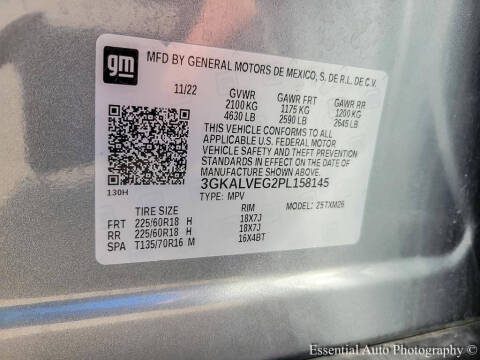 gm
MFD BY GENERAL MOTORS DE MEXICO, S. DE R.L. DE C.V.
11/22 GVWR GAWR FRT GAWR RR
2100 KG 1175 KG 1200 KG
4630 LB 2590 LB 2645 LB
THIS VEHICLE CONFORMS TO ALL
APPLICABLE U.S. FEDERAL MOTOR
VEHICLE SAFETY AND THEFT PREVENTION
STANDARDS IN EFFECT ON THE DATE
OF MANUFACTURE SHOWN ABOVE.
3GKALVEG2PL158145
130H TYPE: MPV MODEL: Z5TXM26
TIRE SIZE RIM
FRT 225/60R18 H 18X7J
RR 225/60R18 H 18X7J
SPA T135/70R16 M 16X4BT
Essential Auto Photography ©